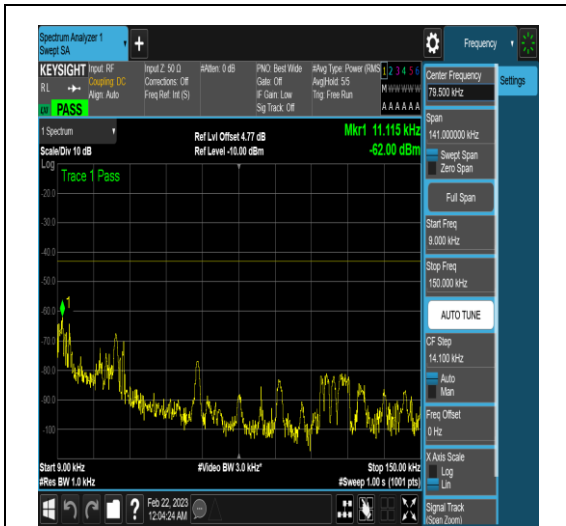 Spectrum Analyzer 1
Swept SA
Frequency
KEYSIGHT
Input: RF
Input Z: 50 Ω
#Atten: 0 dB
PNO: Best Wide
#Avg Type: Power (RMS)
1 2 3 4 5 6
RL
Coupling: DC
Corrections: Off
Gate: Off
Avg|Hold: 5/5
M W W W W W
Align: Auto
Freq Ref: Int (S)
IF Gain: Low
Trig: Free Run
PASS
Sig Track: Off
A A A A A A
Center Frequency
79.500 kHz
Settings
1 Spectrum
Ref Lvl Offset 4.77 dB
Mkr1 11.115 kHz
Scale/Div 10 dB
Ref Level -10.00 dBm
-62.00 dBm
Log
Trace 1 Pass
-20.0
-30.0
-40.0
-50.0
-60.0
1
-70.0
-80.0
-90.0
-100
Start 9.00 kHz
#Video BW 3.0 kHz*
Stop 150.00 kHz
#Res BW 1.0 kHz
#Sweep 1.00 s (1001 pts)
Span
141.000000 kHz
Swept Span
Zero Span
Full Span
Start Freq
9.000 kHz
Stop Freq
150.000 kHz
AUTO TUNE
CF Step
14.100 kHz
Auto
Man
Freq Offset
0 Hz
X Axis Scale
Log
Lin
Signal Track
(Span Zoom)
?
Feb 22, 2023
12:04:24 AM